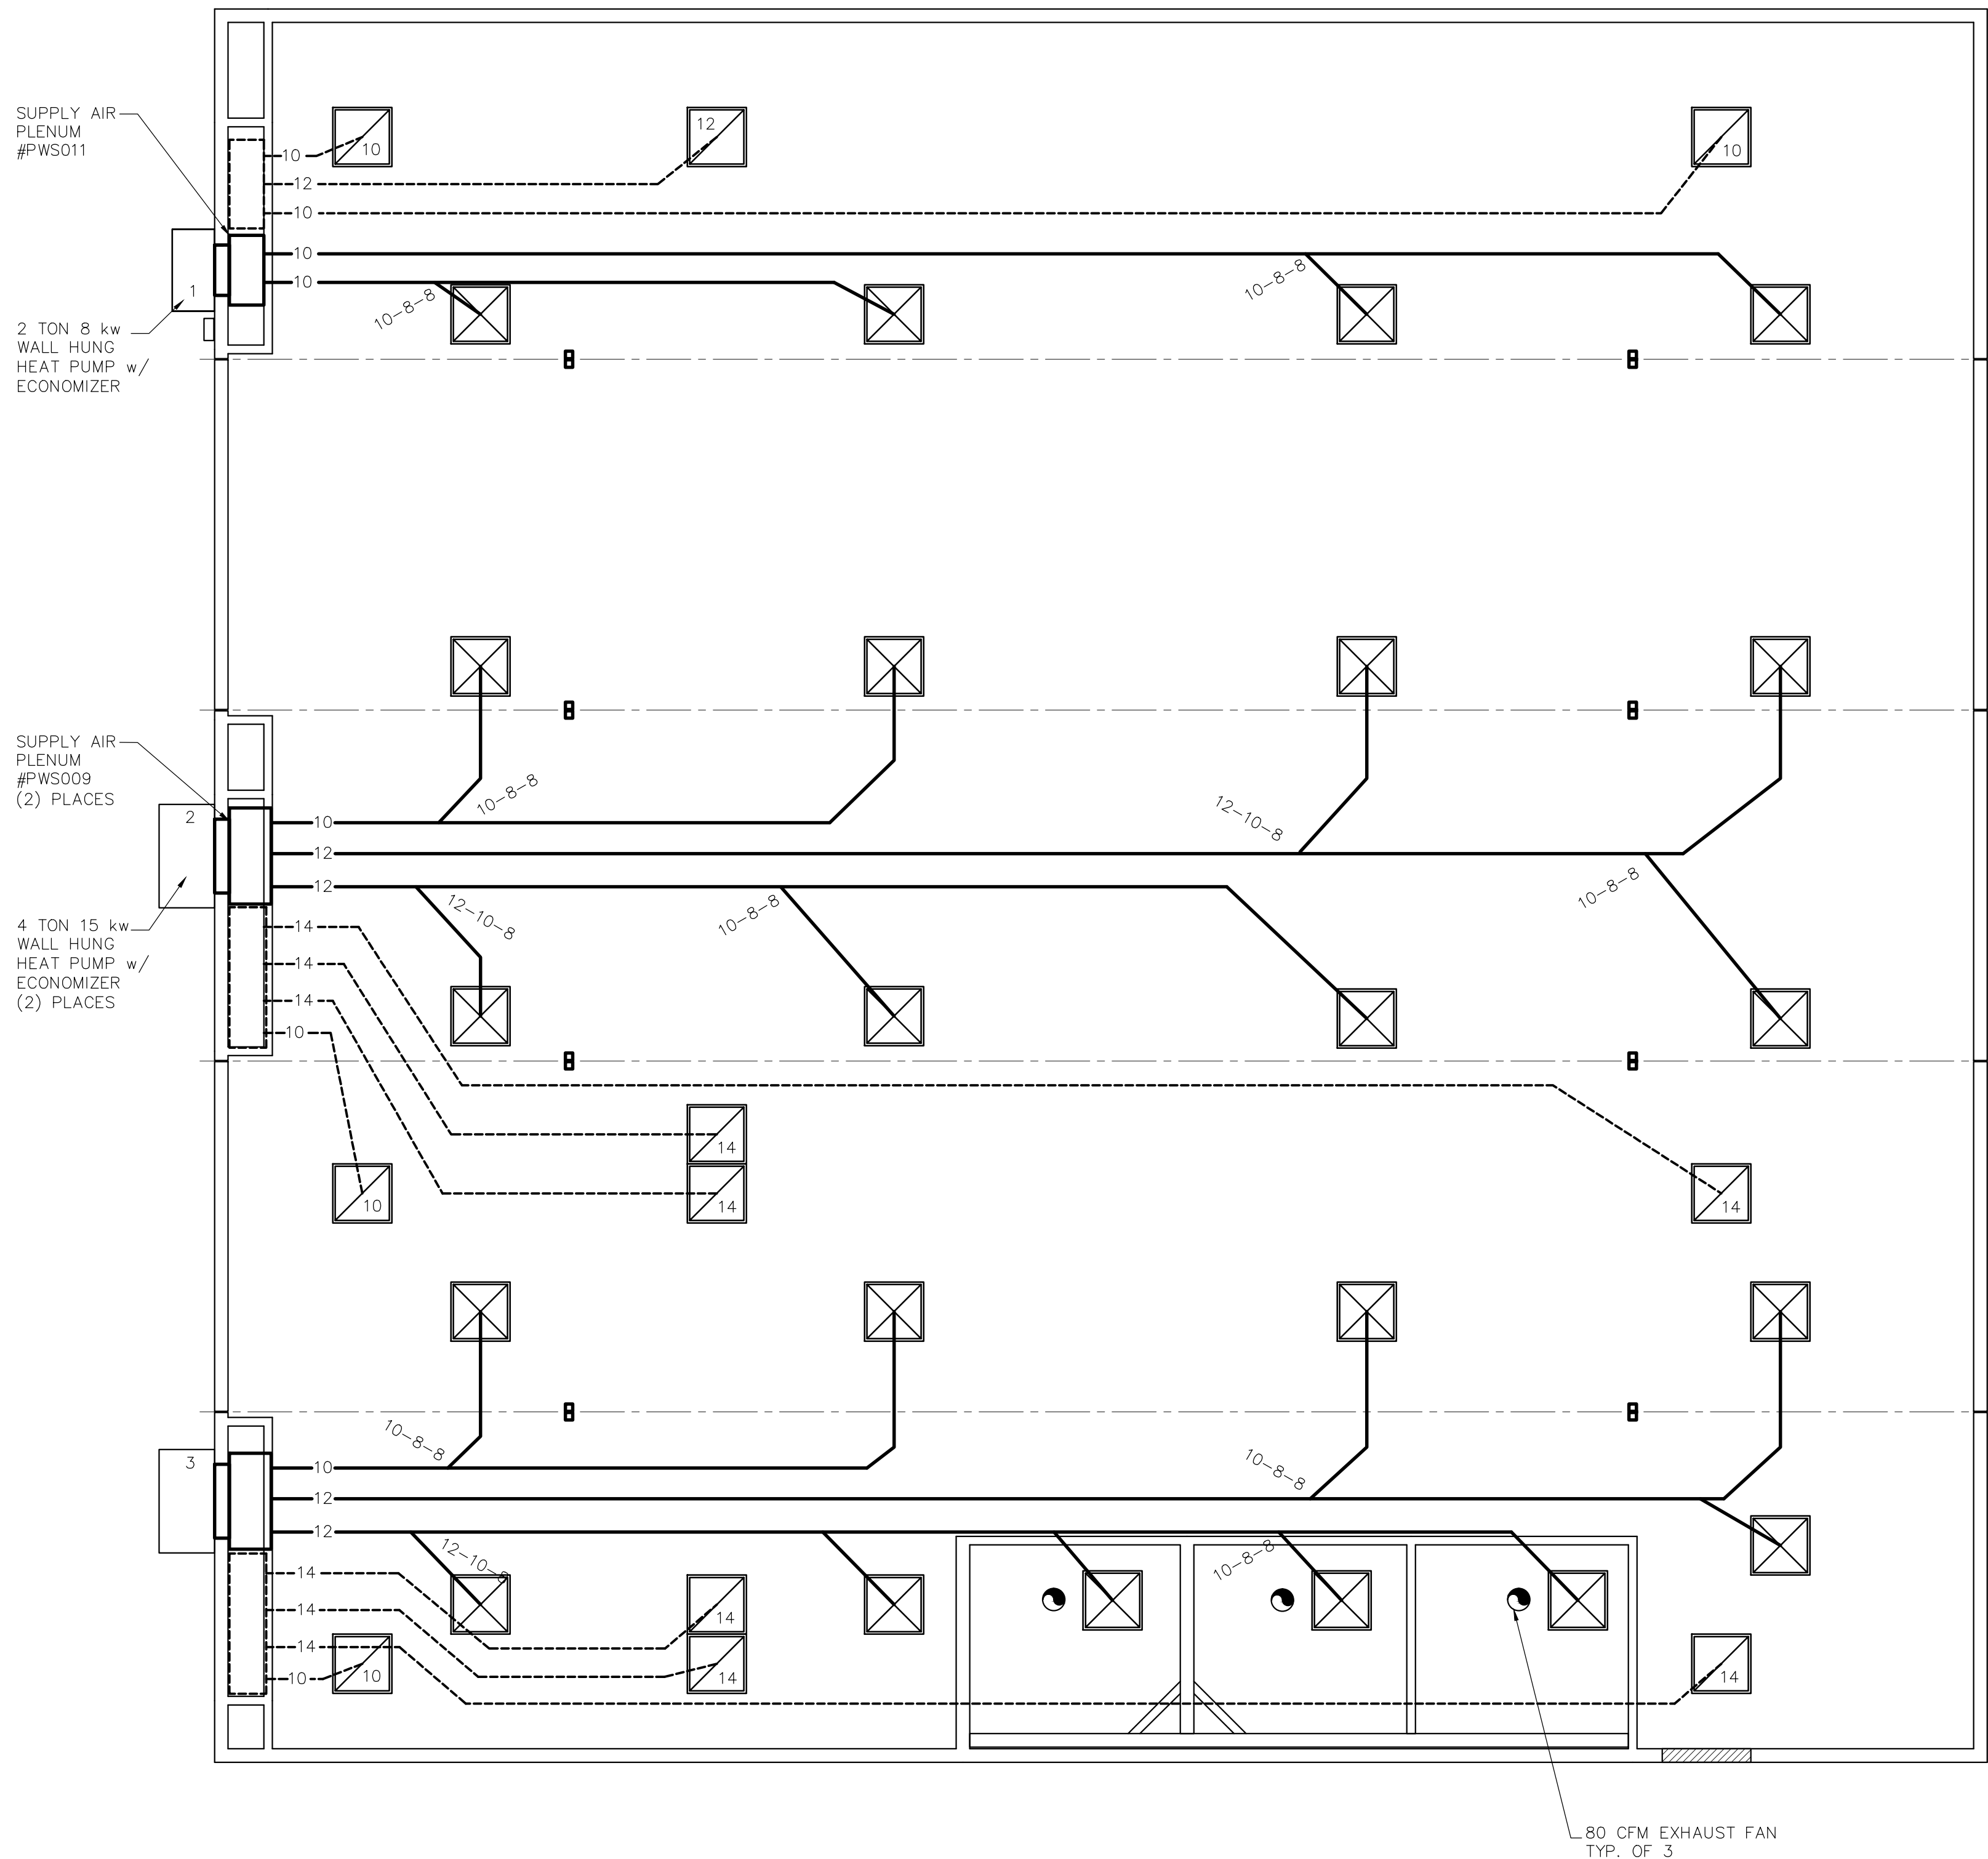 SUPPLY AIR
PLENUM
#PWS011
10
12
10
10
12
10
10
10
1
10-8-8
10-8-8
2 TON 8 kw
WALL HUNG
HEAT PUMP w/
ECONOMIZER
SUPPLY AIR
PLENUM
#PWS009
(2) PLACES
2
10-8-8
12-10-8
10
12
12
10-8-8
12-10-8
10-8-8
4 TON 15 kw
WALL HUNG
HEAT PUMP w/
ECONOMIZER
(2) PLACES
14
14
14
10
14
10
14
14
10-8-8
10-8-8
3
10
12
12
12-10-8
10-8-8
14
14
14
10
14
10
14
14
80 CFM EXHAUST FAN
TYP. OF 3